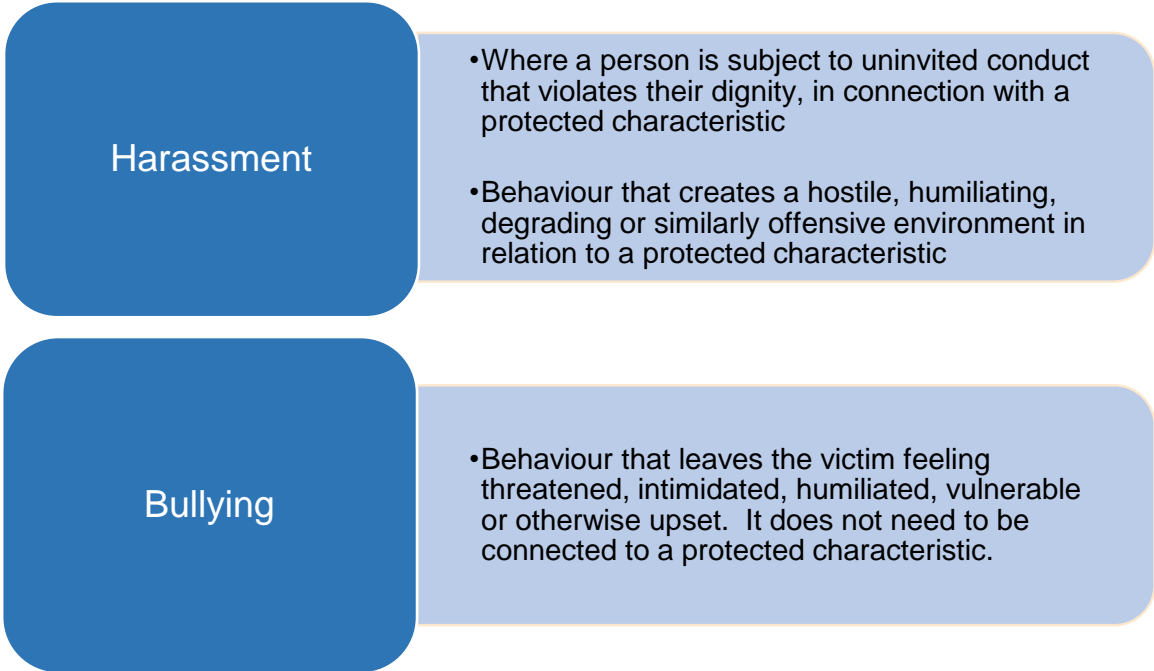 Harassment
•Where a person is subject to uninvited conduct
that violates their dignity, in connection with a
protected characteristic
•Behaviour that creates a hostile, humiliating,
degrading or similarly offensive environment in
relation to a protected characteristic
Bullying
•Behaviour that leaves the victim feeling
threatened, intimidated, humiliated, vulnerable
or otherwise upset.  It does not need to be
connected to a protected characteristic.